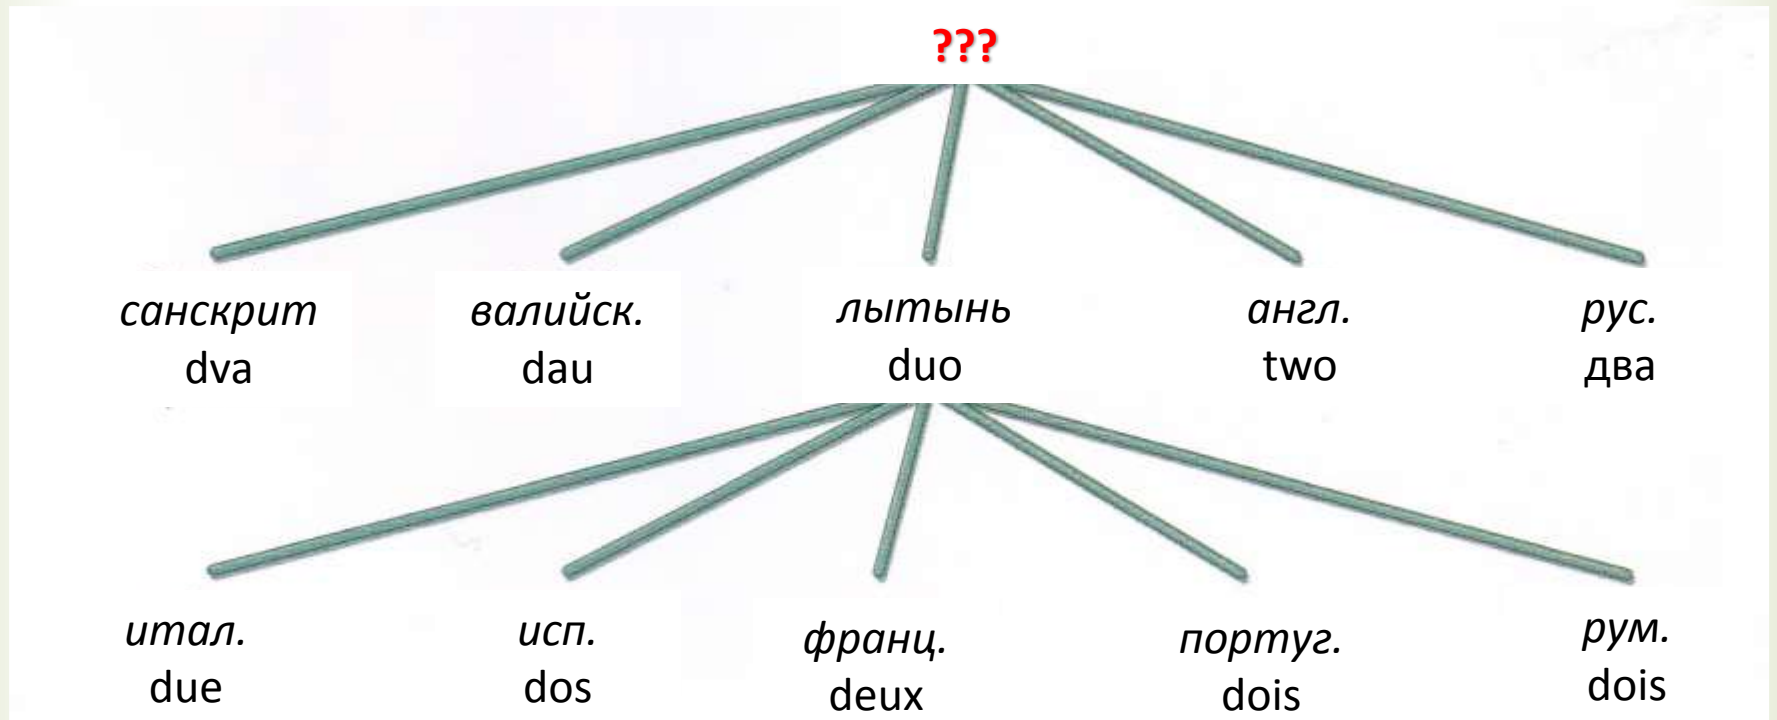 ???
санскрит валийск. лытынь англ. рус.
dva dau duo two два
итал. исп. франц. португ. рум.
due dos deux dois dois